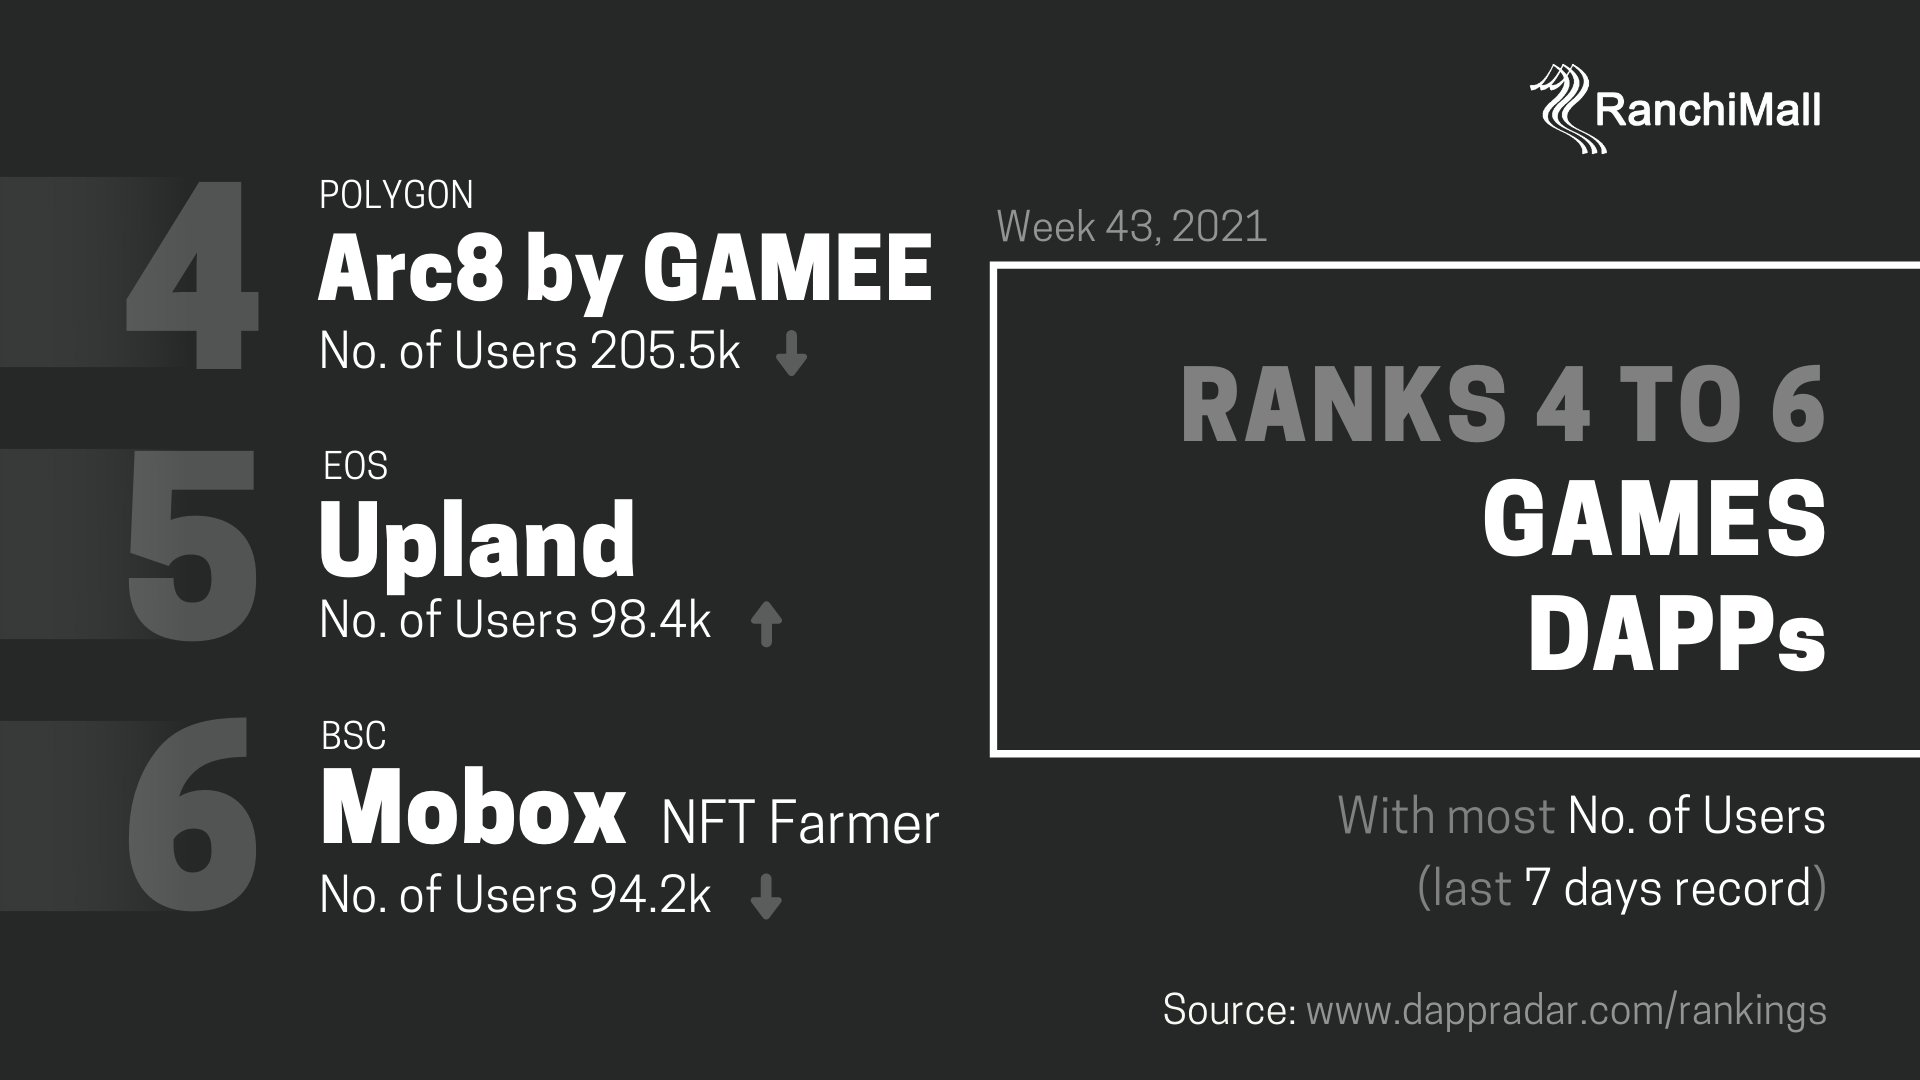 RanchiMall
4
POLYGON
Arc8 by GAMEE
No. of Users 205.5k
5
EOS
Upland
No. of Users 98.4k
6
BSC
Mobox NFT Farmer
No. of Users 94.2k
Week 43, 2021
RANKS 4 TO 6
GAMES
DAPPs
With most No. of Users
(last 7 days record)
Source: www.dappradar.com/rankings